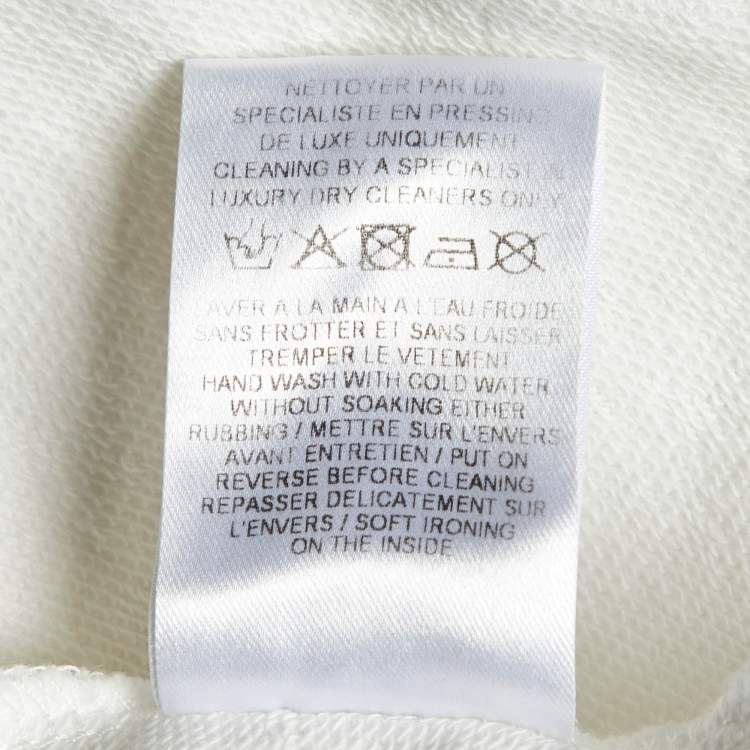 NETTOYER PAR UN
SPECIALISTE EN PRESSING
DE LUXE UNIQUEMENT
CLEANING BY A SPECIALIST IN
LUXURY DRY CLEANERS ONLY
LAVER A LA MAIN A L'EAU FROIDE
SANS FROTTER ET SANS LAISSER
TREMPER LE VETEMENT
HAND WASH WITH COLD WATER
WITHOUT SOAKING EITHER
RUBBING / METTRE SUR L'ENVERS
AVANT ENTRETIEN / PUT ON
REVERSE BEFORE CLEANING
REPASSER DELICATEMENT SUR
L'ENVERS / SOFT IRONING
ON THE INSIDE